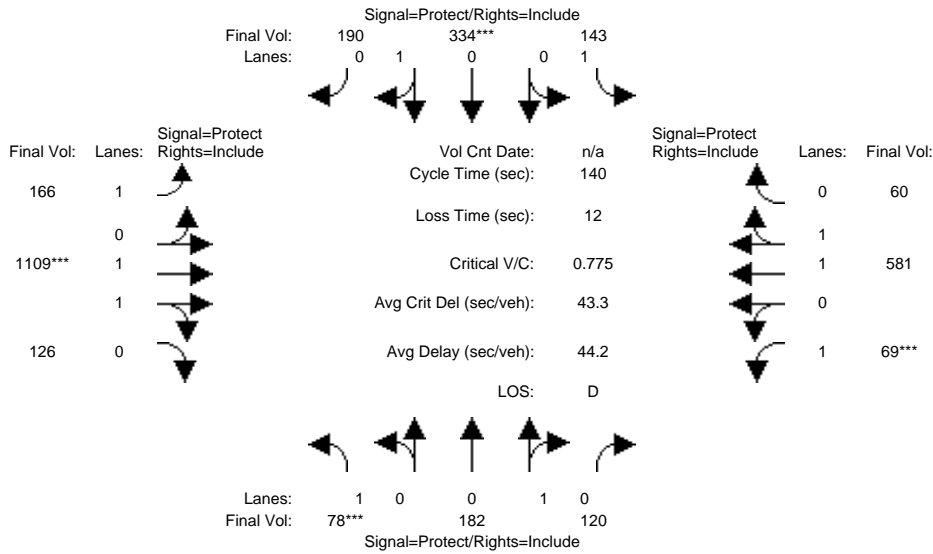 Signal=Protect/Rights=Include
Final Vol: 190 334*** 143
Lanes: 0 1 0 0 1
Signal=Protect Signal=Protect
Final Vol: Lanes: Rights=Include Vol Cnt Date: n/a Rights=Include Lanes: Final Vol:
Cycle Time (sec): 140
166 1 0 60
Loss Time (sec): 12
0 1
1109*** 1 Critical V/C: 0.775 1 581
1 Avg Crit Del (sec/veh): 43.3 0
126 0 Avg Delay (sec/veh): 44.2 1 69***
LOS: D
Lanes: 1 0 0 1 0
Final Vol: 78*** 182 120
Signal=Protect/Rights=Include